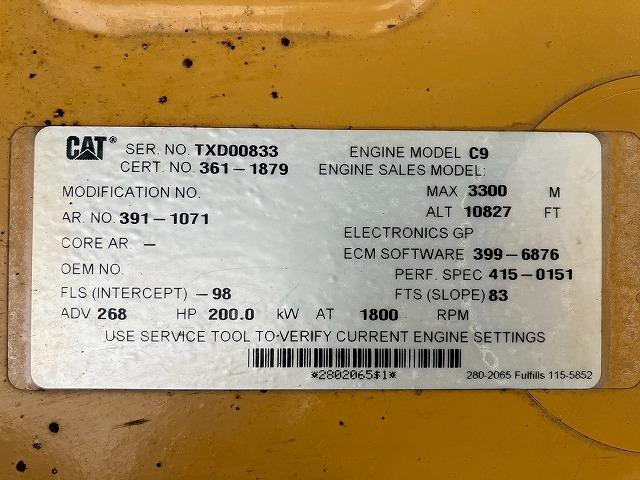 CAT® SER. NO. TXD00833 ENGINE MODEL C9
CERT. NO. 361-1879 ENGINE SALES MODEL:
MODIFICATION NO. MAX 3300 M
AR. NO. 391-1071 ALT 10827 FT
CORE AR - ELECTRONICS GP
ECM SOFTWARE 399-6876
OEM NO. PERF. SPEC 415-0151
FLS (INTERCEPT) -98 FTS (SLOPE) 83
ADV 268 HP 200.0 kW AT 1800 RPM
USE SERVICE TOOL TO VERIFY CURRENT ENGINE SETTINGS
*2802065$1*
280-2065 Fulfills 115-5852